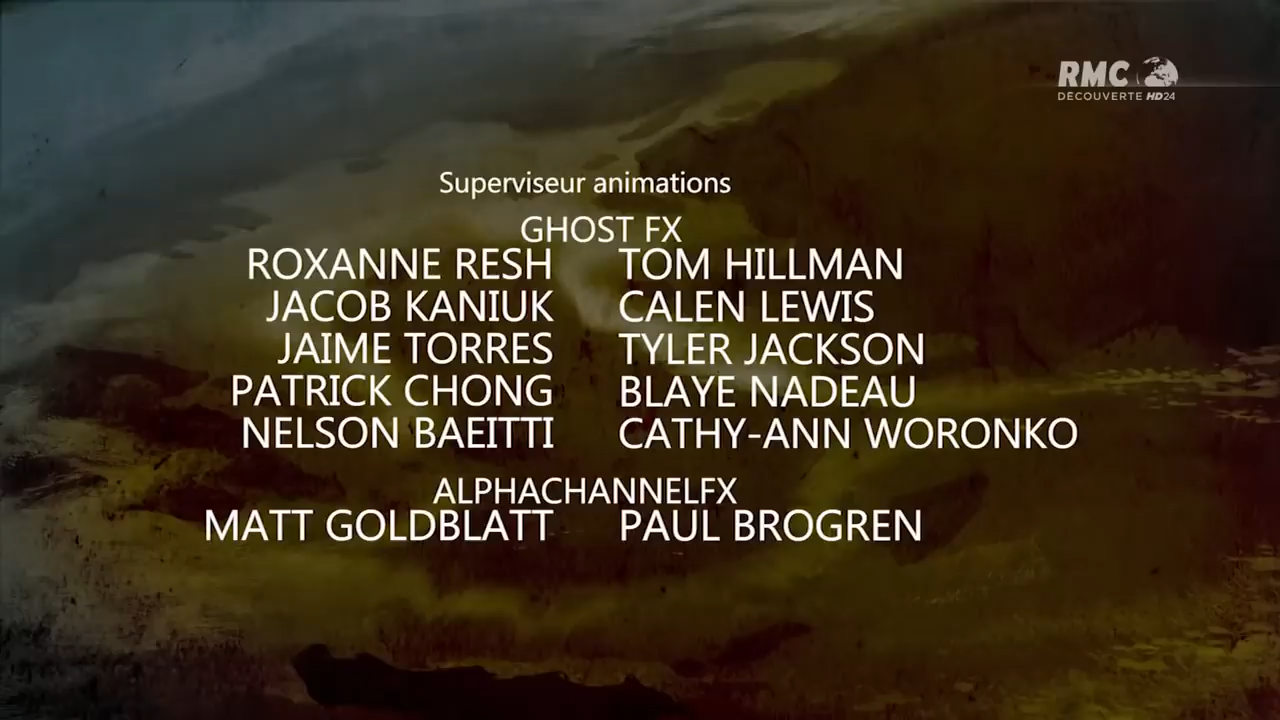 RMC
DÉCOUVERTE HD24
Superviseur animations
GHOST FX
ROXANNE RESH TOM HILLMAN
JACOB KANIUK CALEN LEWIS
JAIME TORRES TYLER JACKSON
PATRICK CHONG BLAYE NADEAU
NELSON BAEITTI CATHY-ANN WORONKO
ALPHACHANNELFX
MATT GOLDBLATT PAUL BROGREN